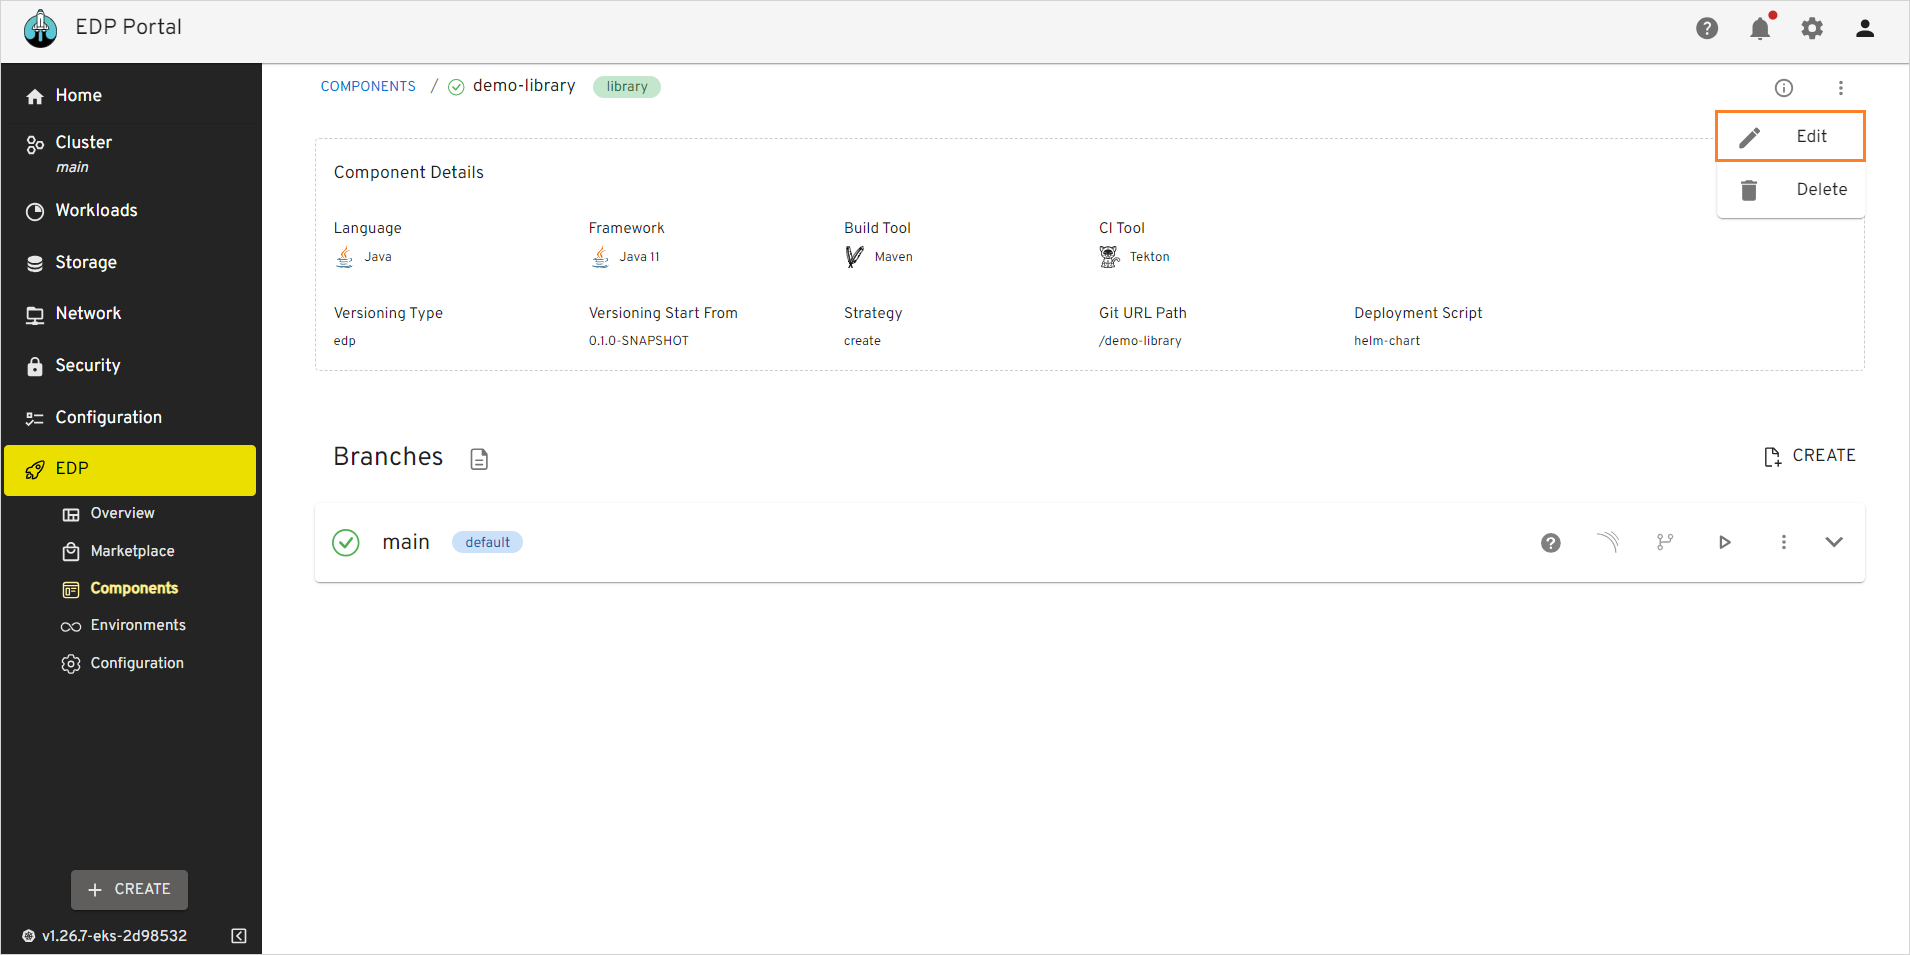 EDP Portal
Home
Cluster
main
Workloads
Storage
Network
Security
Configuration
EDP
Overview
Marketplace
Components
Environments
Configuration
CREATE
v1.26.7-eks-2d98532
COMPONENTS / demo-library library
Edit
Delete
Component Details
Language Framework Build Tool CI Tool
Java Java 11 Maven Tekton
Versioning Type Versioning Start From Strategy Git URL Path Deployment Script
edp 0.1.0-SNAPSHOT create /demo-library helm-chart
Branches CREATE
main default